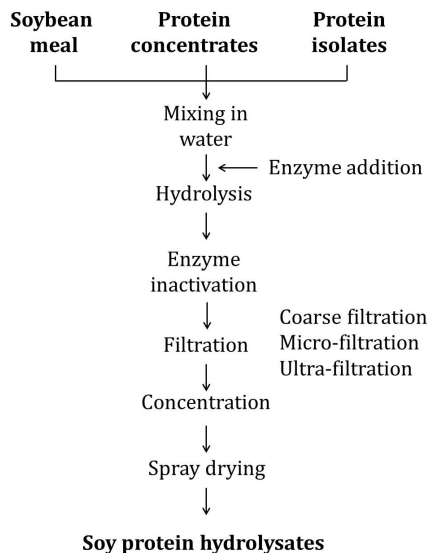 Soybean
meal
Protein
concentrates
Protein
isolates
Mixing in
water
Enzyme addition
Hydrolysis
Enzyme
inactivation
Filtration
Coarse filtration
Micro-filtration
Ultra-filtration
Concentration
Spray drying
Soy protein hydrolysates